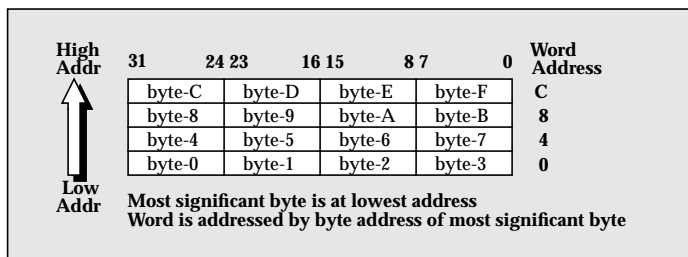 High Addr 31 24 23 16 15 8 7 0 Word Address
byte-C byte-D byte-E byte-F C
byte-8 byte-9 byte-A byte-B 8
byte-4 byte-5 byte-6 byte-7 4
byte-0 byte-1 byte-2 byte-3 0
Low Addr
Most significant byte is at lowest address
Word is addressed by byte address of most significant byte